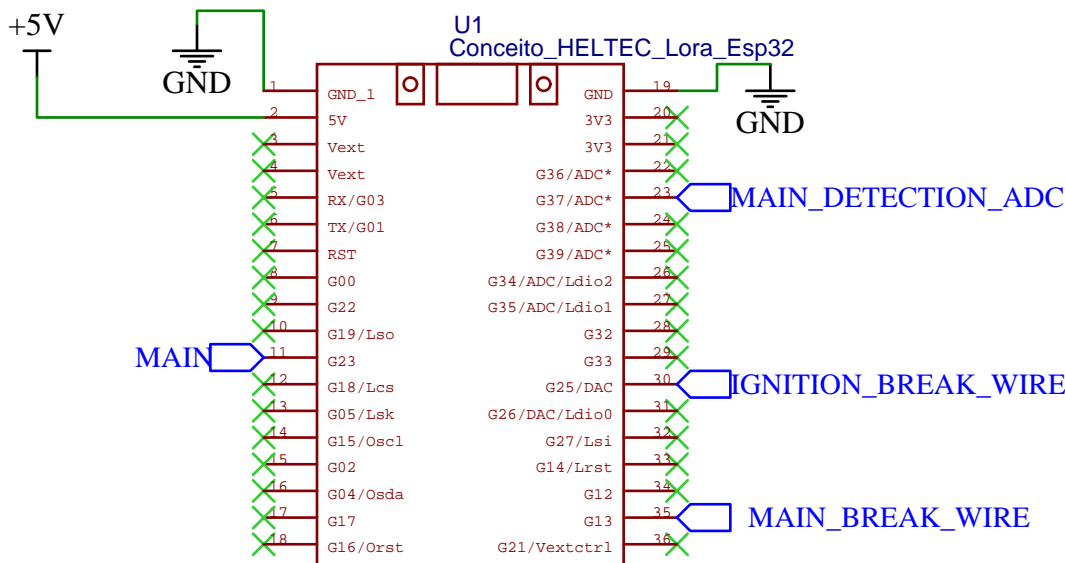 +5V
U1
Conceito_HELTEC_Lora_Esp32
GND
GND
1 GND_1 GND 19
2 5V 3V3 20
3 Vext 3V3 21
4 Vext G36/ADC* 22
5 RX/G03 G37/ADC* 23 MAIN_DETECTION_ADC
6 TX/G01 G38/ADC* 24
7 RST G39/ADC* 25
8 G00 G34/ADC/Ldio2 26
9 G22 G35/ADC/Ldio1 27
10 G19/Lso G32 28
MAIN 11 G23 G33 29
12 G18/Lcs G25/DAC 30 IGNITION_BREAK_WIRE
13 G05/Lsk G26/DAC/Ldio0 31
14 G15/Oscl G27/Lsi 32
15 G02 G14/Lrst 33
16 G04/Osda G12 34
17 G17 G13 35 MAIN_BREAK_WIRE
18 G16/Orst G21/Vextctrl 36